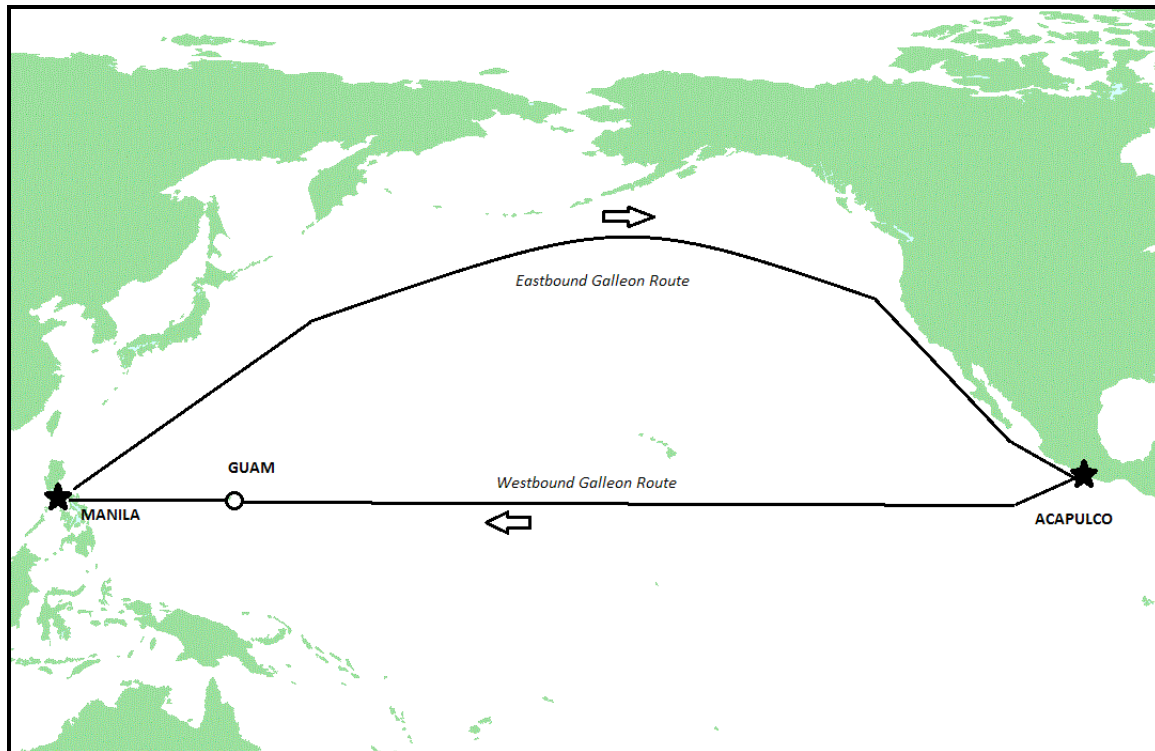 Eastbound Galleon Route
GUAM
Westbound Galleon Route
MANILA
ACAPULCO